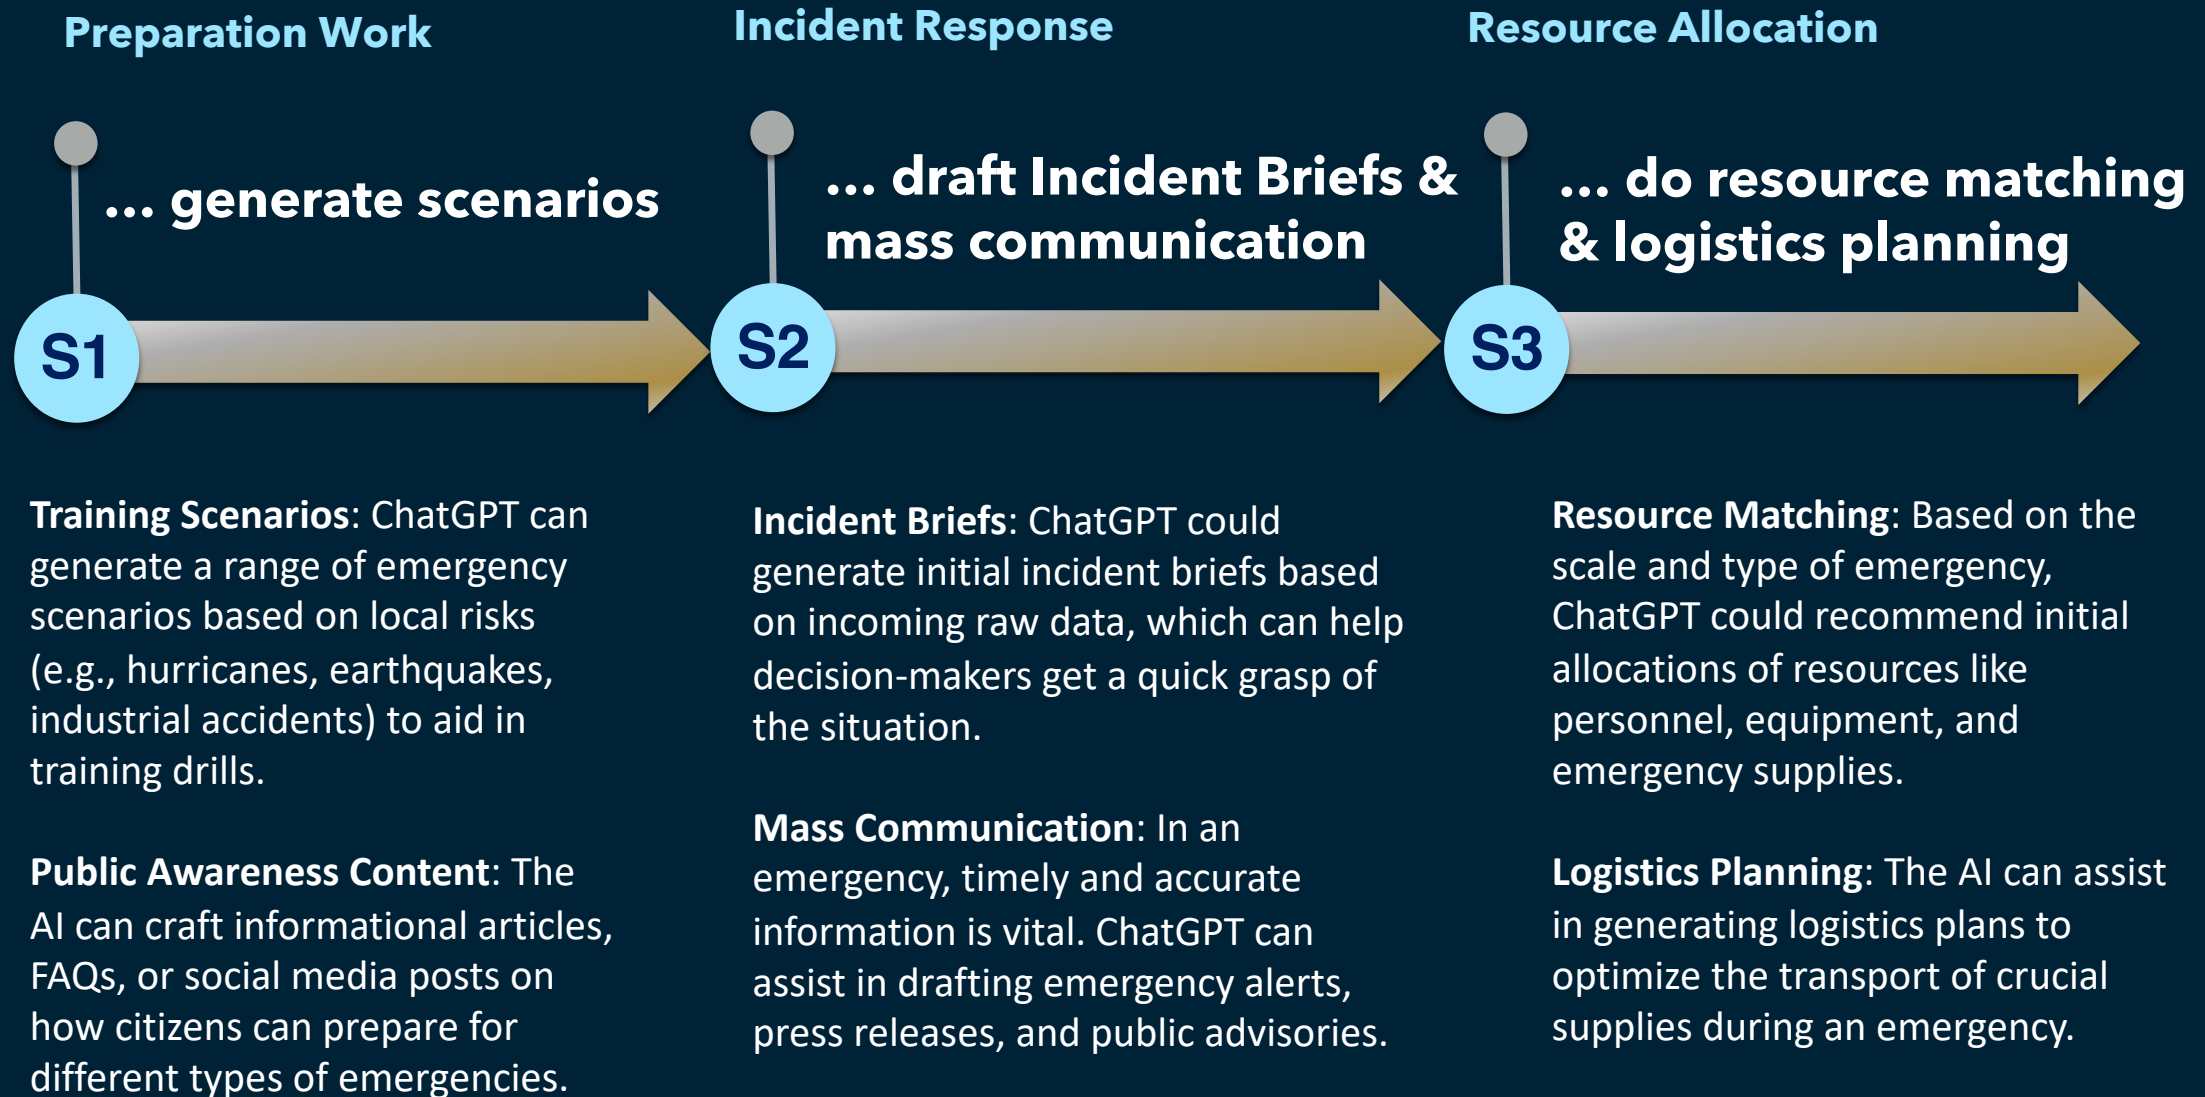 Preparation Work
Incident Response
Resource Allocation
... generate scenarios
... draft Incident Briefs &
mass communication
... do resource matching
& logistics planning
S1
S2
S3
Training Scenarios: ChatGPT can
generate a range of emergency
scenarios based on local risks
(e.g., hurricanes, earthquakes,
industrial accidents) to aid in
training drills.
Public Awareness Content: The
AI can craft informational articles,
FAQs, or social media posts on
how citizens can prepare for
different types of emergencies.
Incident Briefs: ChatGPT could
generate initial incident briefs based
on incoming raw data, which can help
decision-makers get a quick grasp of
the situation.
Mass Communication: In an
emergency, timely and accurate
information is vital. ChatGPT can
assist in drafting emergency alerts,
press releases, and public advisories.
Resource Matching: Based on the
scale and type of emergency,
ChatGPT could recommend initial
allocations of resources like
personnel, equipment, and
emergency supplies.
Logistics Planning: The AI can assist
in generating logistics plans to
optimize the transport of crucial
supplies during an emergency.